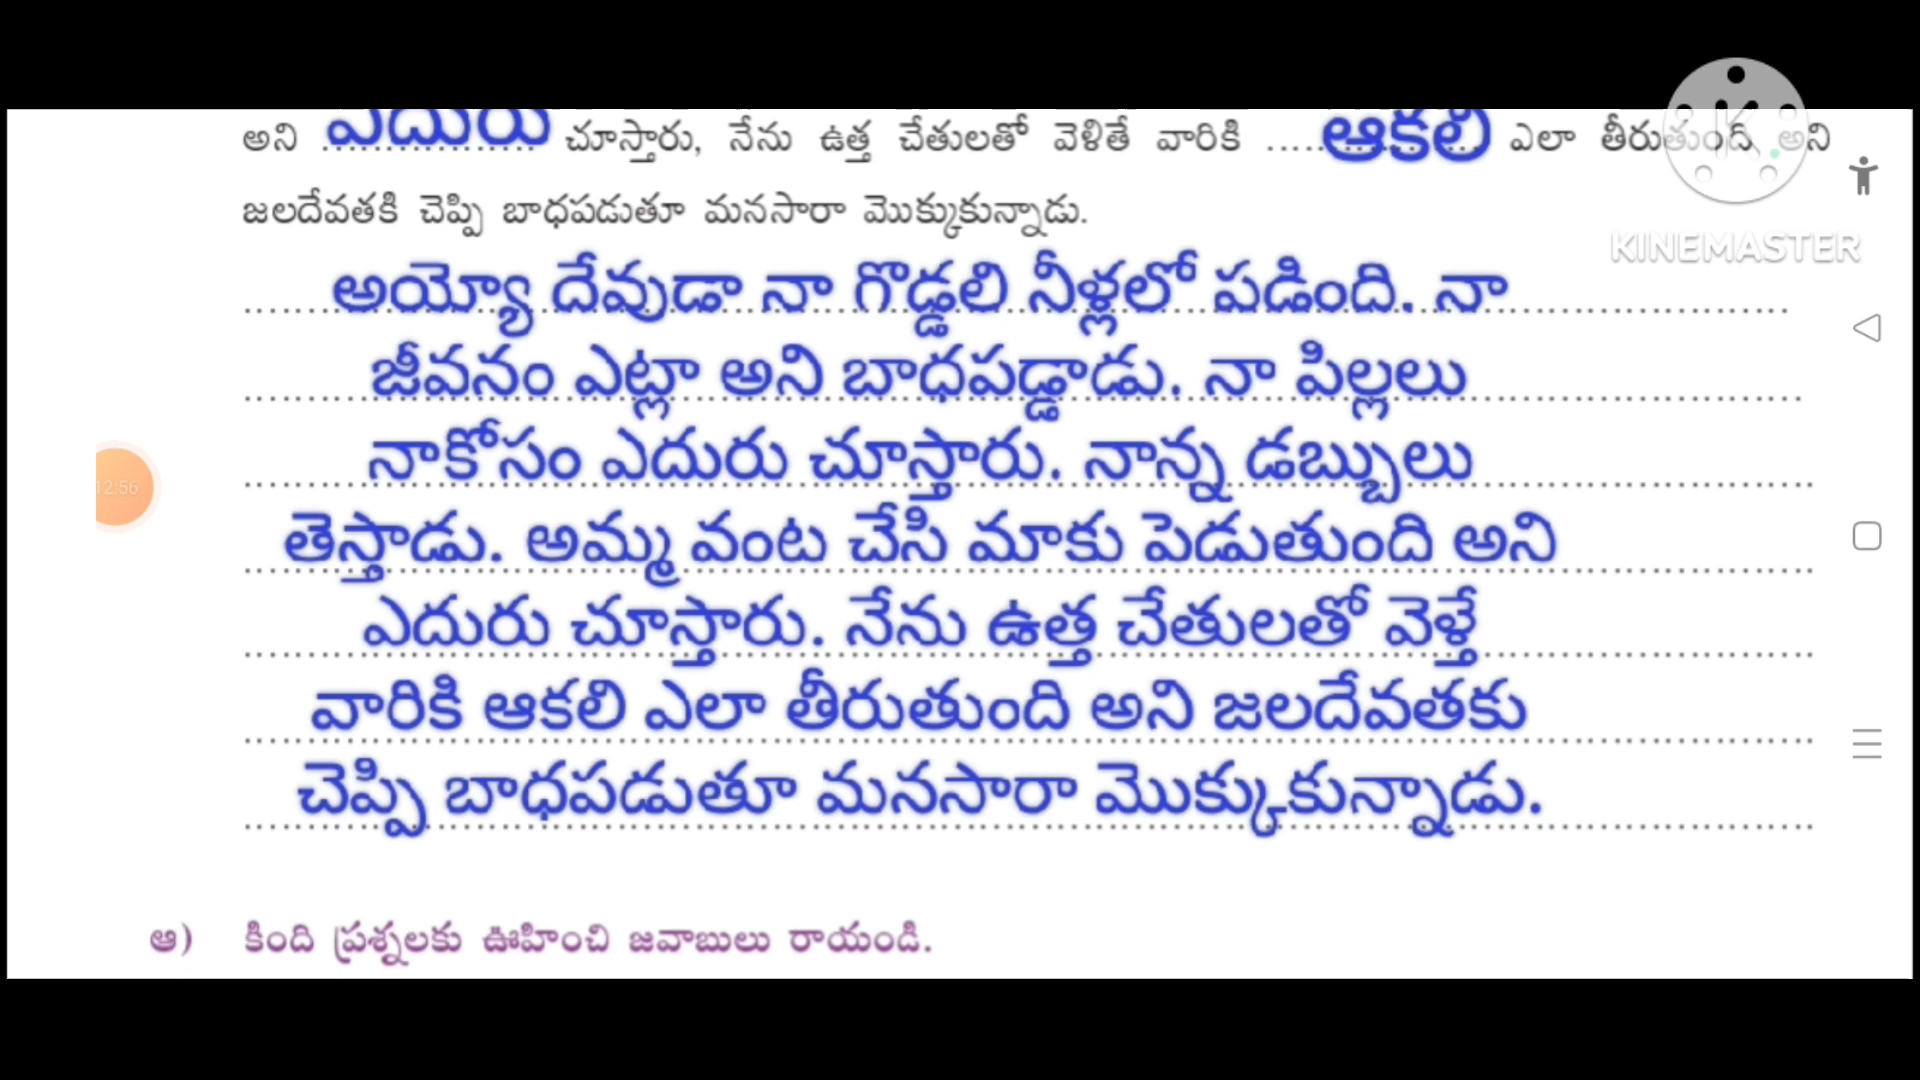 అని ఎదురు చూస్తారు, నేను ఉత్త చేతులతో వెళితే వారికి ఆకలి ఎలా తీరుతుంది అని
జలదేవతకి చెప్పి బాధపడుతూ మనసారా మొక్కుకున్నాడు.
KINEMASTER
అయ్యో దేవుడా నా గొడ్డలి నీళ్లలో పడింది. నా
జీవనం ఎట్లా అని బాధపడ్డాడు. నా పిల్లలు
నాకోసం ఎదురు చూస్తారు. నాన్న డబ్బులు
12:56
తెస్తాడు. అమ్మ వంట చేసి మాకు పెడుతుంది అని
ఎదురు చూస్తారు. నేను ఉత్త చేతులతో వెళ్తే
వారికి ఆకలి ఎలా తీరుతుంది అని జలదేవతకు
చెప్పి బాధపడుతూ మనసారా మొక్కుకున్నాడు.
ఆ) కింది ప్రశ్నలకు ఊహించి జవాబులు రాయండి.